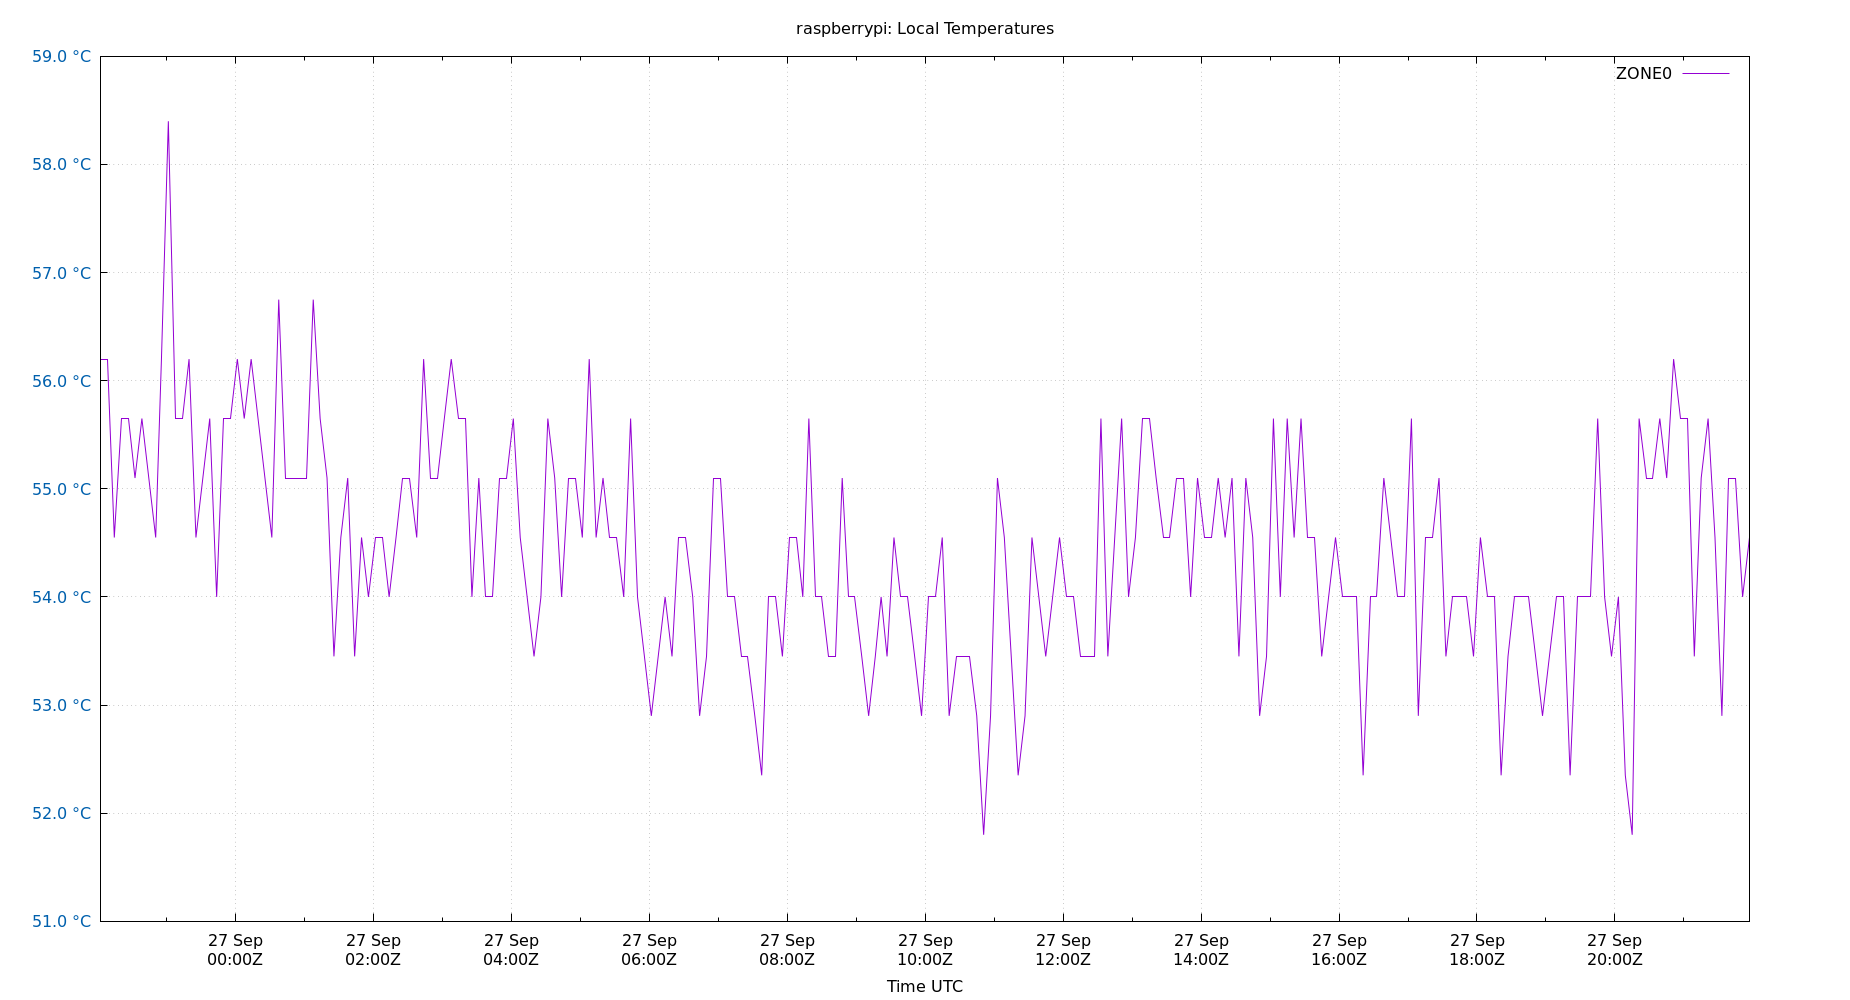 raspberrypi: Local Temperatures
59.0 °C
ZONE0
58.0 °C
57.0 °C
56.0 °C
55.0 °C
54.0 °C
53.0 °C
52.0 °C
51.0 °C
27 Sep 27 Sep 27 Sep 27 Sep 27 Sep 27 Sep 27 Sep 27 Sep 27 Sep 27 Sep 27 Sep
00:00Z 02:00Z 04:00Z 06:00Z 08:00Z 10:00Z 12:00Z 14:00Z 16:00Z 18:00Z 20:00Z
Time UTC